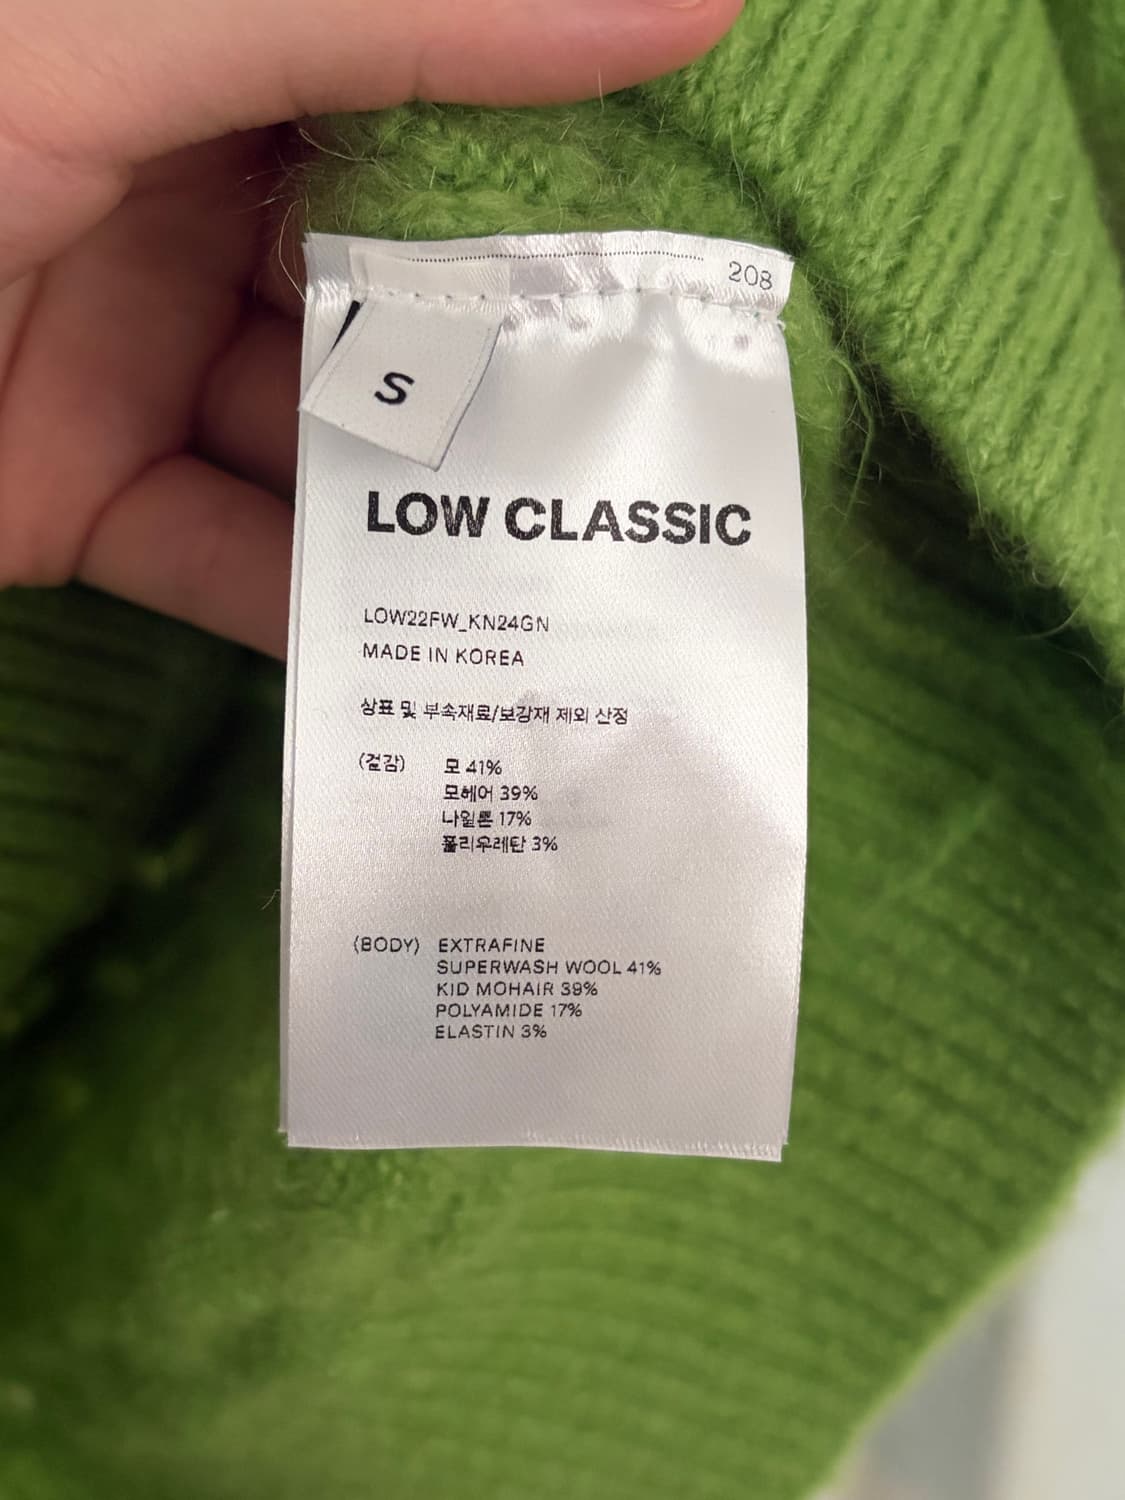 208
S
LOW CLASSIC
LOW22FW_KN24GN
MADE IN KOREA
상표 및 부속재료/보강재 제외 산정
(겉감) 모 41%
모헤어 39%
나일론 17%
폴리우레탄 3%
(BODY) EXTRAFINE
SUPERWASH WOOL 41%
KID MOHAIR 39%
POLYAMIDE 17%
ELASTIN 3%